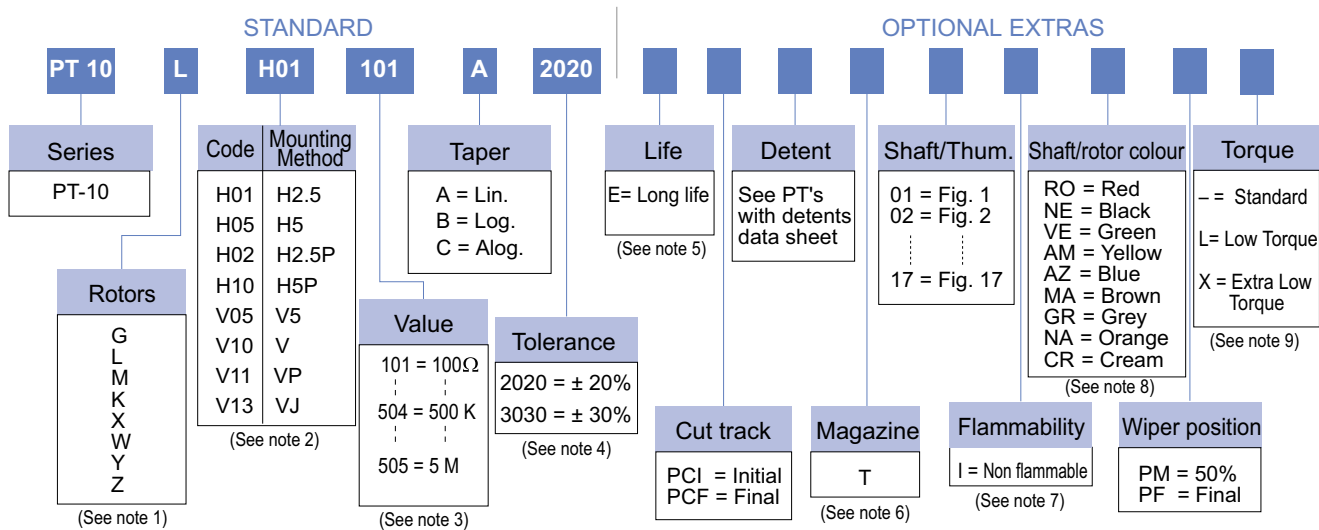 STANDARD
OPTIONAL EXTRAS
PT 10 L H01 101 A 2020
Series
PT-10
Rotors
G
L
M
K
X
W
Y
Z
(See note 1)
Code Mounting Method
H01 H2.5
H05 H5
H02 H2.5P
H10 H5P
V05 V5
V10 V
V11 VP
V13 VJ
(See note 2)
Value
101 = 100Ω
504 = 500 K
505 = 5 M
(See note 3)
Taper
A = Lin.
B = Log.
C = Alog.
Tolerance
2020 = ± 20%
3030 = ± 30%
(See note 4)
Life
E= Long life
(See note 5)
Cut track
PCI = Initial
PCF = Final
Detent
See PT's
with detents
data sheet
Magazine
T
(See note 6)
Shaft/Thum.
01 = Fig. 1
02 = Fig. 2
17 = Fig. 17
Flammability
I = Non flammable
(See note 7)
Shaft/rotor colour
RO = Red
NE = Black
VE = Green
AM = Yellow
AZ = Blue
MA = Brown
GR = Grey
NA = Orange
CR = Cream
(See note 8)
Wiper position
PM = 50%
PF = Final
Torque
– = Standard
L= Low Torque
X = Extra Low
Torque
(See note 9)